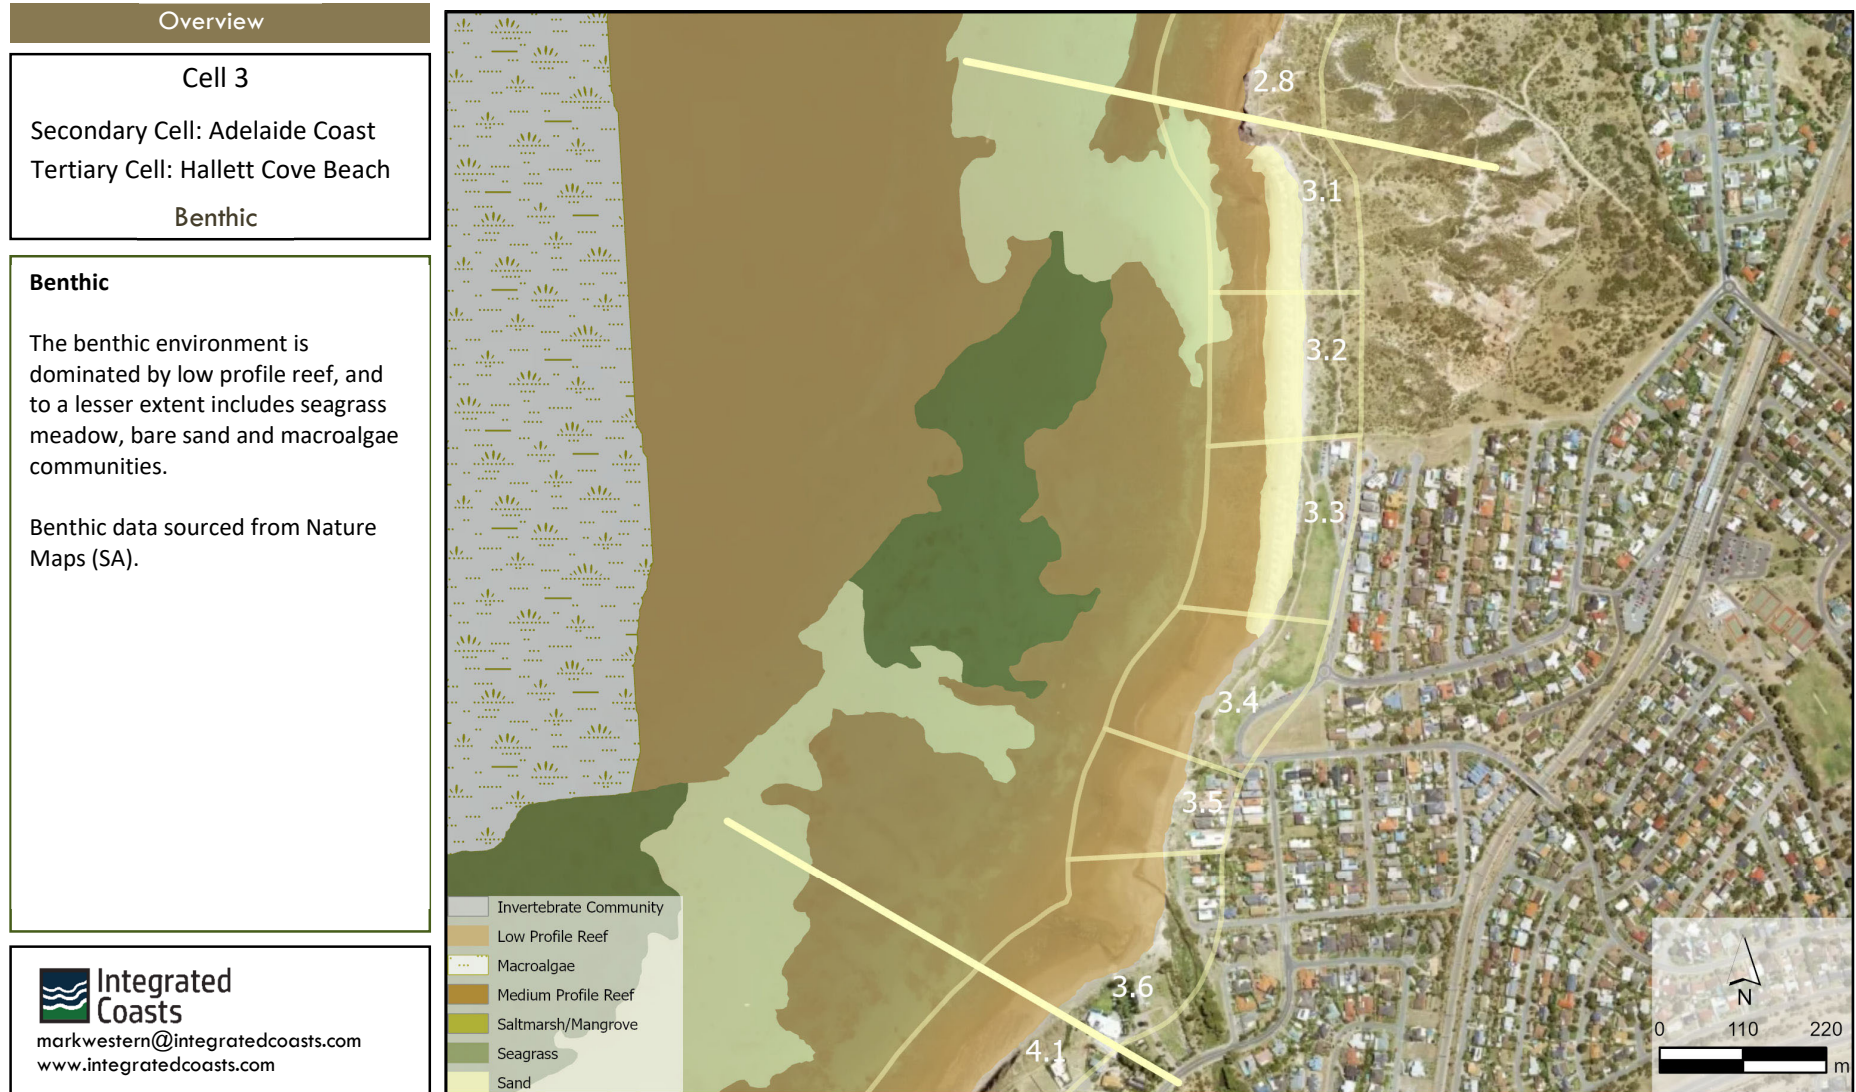 Overview
Cell 3
Secondary Cell: Adelaide Coast
Tertiary Cell: Hallett Cove Beach
Benthic
Benthic
The benthic environment is
dominated by low profile reef, and
to a lesser extent includes seagrass
meadow, bare sand and macroalgae
communities.
Benthic data sourced from Nature
Maps (SA).
Integrated
Coasts
markwestern@integratedcoasts.com
www.integratedcoasts.com
2.8
3.1
3.2
3.3
3.4
3.5
3.6
4.1
Invertebrate Community
Low Profile Reef
Macroalgae
Medium Profile Reef
Saltmarsh/Mangrove
Seagrass
Sand
N
0 110 220
m